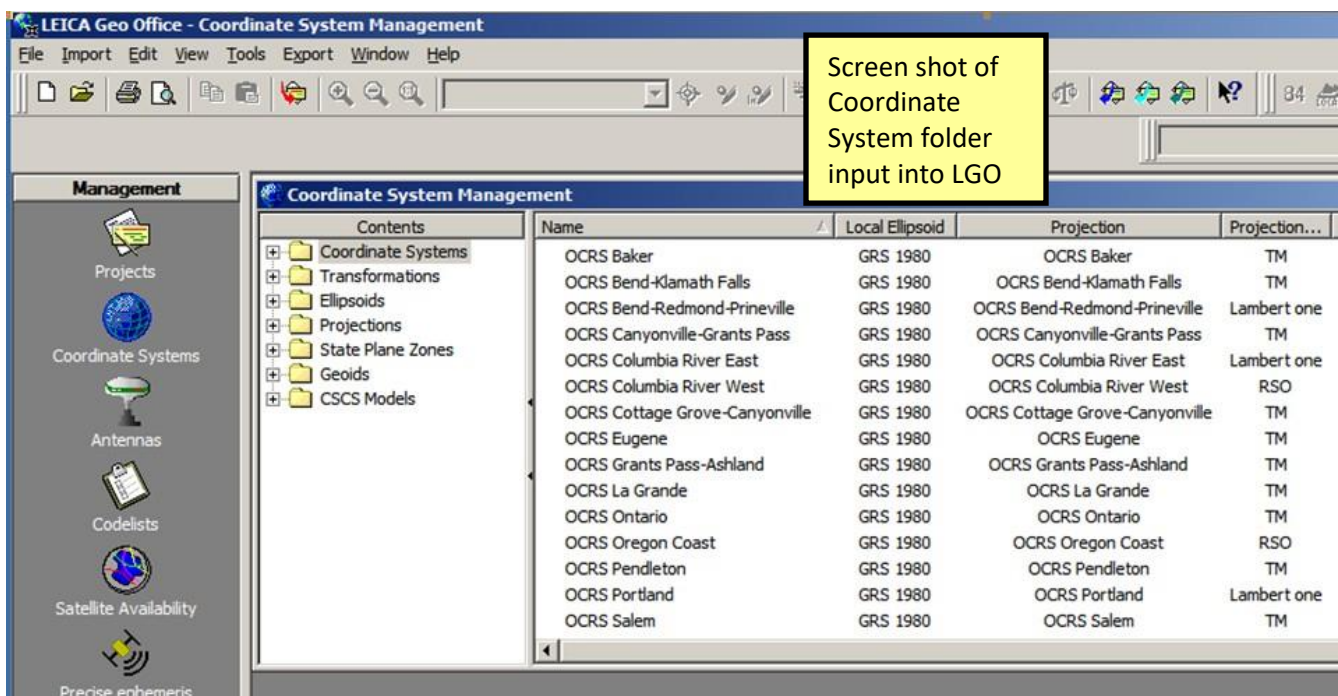 LEICA Geo Office - Coordinate System Management
File Import Edit View Tools Export Window Help
Screen shot of
Coordinate
System folder
input into LGO
84
Management
Projects
Coordinate Systems
Antennas
Codelists
Satellite Availability
Precise ephemeris
Coordinate System Management
Contents
Coordinate Systems
Transformations
Ellipsoids
Projections
State Plane Zones
Geoids
CSCS Models
Name Local Ellipsoid Projection Projection...
OCRS Baker GRS 1980 OCRS Baker TM
OCRS Bend-Klamath Falls GRS 1980 OCRS Bend-Klamath Falls TM
OCRS Bend-Redmond-Prineville GRS 1980 OCRS Bend-Redmond-Prineville Lambert one
OCRS Canyonville-Grants Pass GRS 1980 OCRS Canyonville-Grants Pass TM
OCRS Columbia River East GRS 1980 OCRS Columbia River East Lambert one
OCRS Columbia River West GRS 1980 OCRS Columbia River West RSO
OCRS Cottage Grove-Canyonville GRS 1980 OCRS Cottage Grove-Canyonville TM
OCRS Eugene GRS 1980 OCRS Eugene TM
OCRS Grants Pass-Ashland GRS 1980 OCRS Grants Pass-Ashland TM
OCRS La Grande GRS 1980 OCRS La Grande TM
OCRS Ontario GRS 1980 OCRS Ontario TM
OCRS Oregon Coast GRS 1980 OCRS Oregon Coast RSO
OCRS Pendleton GRS 1980 OCRS Pendleton TM
OCRS Portland GRS 1980 OCRS Portland Lambert one
OCRS Salem GRS 1980 OCRS Salem TM